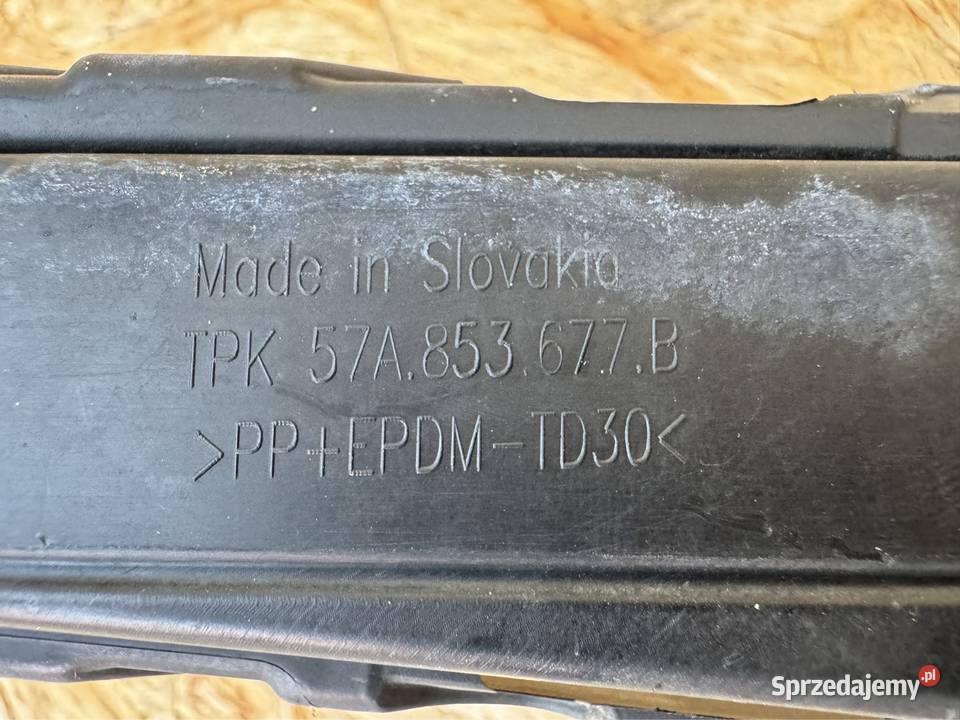 Made in Slovakia
TPK 57A.853.677.B
>PP+EPDM-TD30<
Sprzedajemy.pl